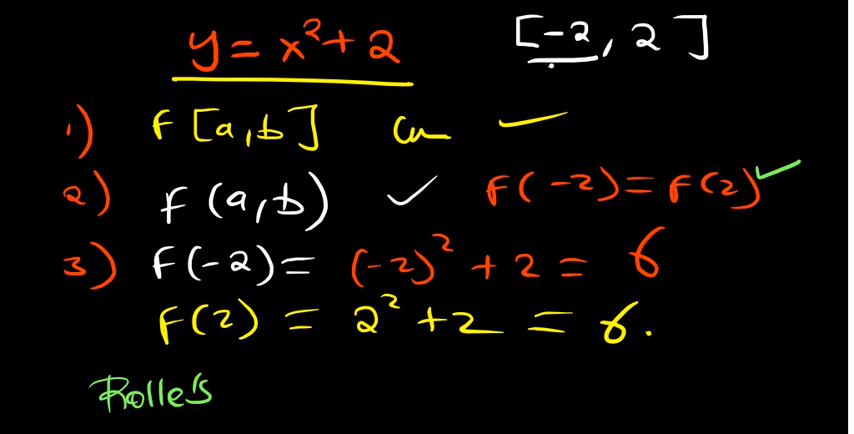 y = x² + 2 [-2, 2]
1) f [a, b]
2) f (a, b) ✓ f(-2) = f(2) ✓
3) f(-2) = (-2)² + 2 = 6
f(2) = 2² + 2 = 6.
Rolle's